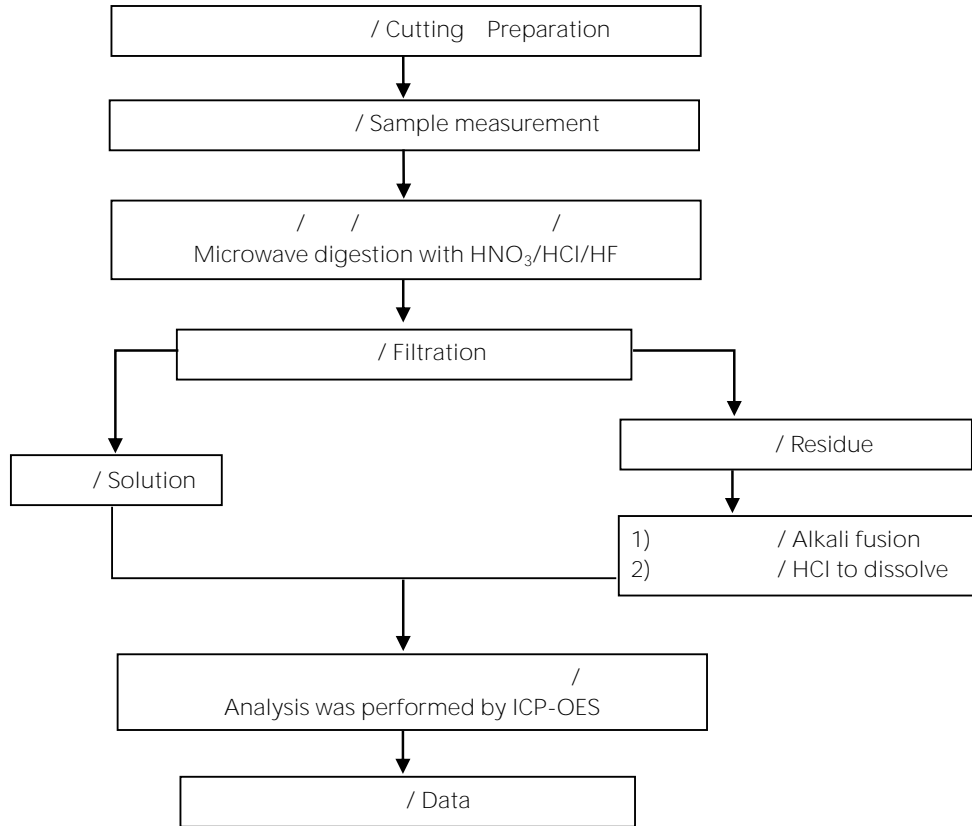 / Cutting Preparation
/ Sample measurement
/ / /
Microwave digestion with HNO₃/HCl/HF
/ Filtration
/ Solution
/ Residue
1) / Alkali fusion
2) / HCl to dissolve
/
Analysis was performed by ICP-OES
/ Data